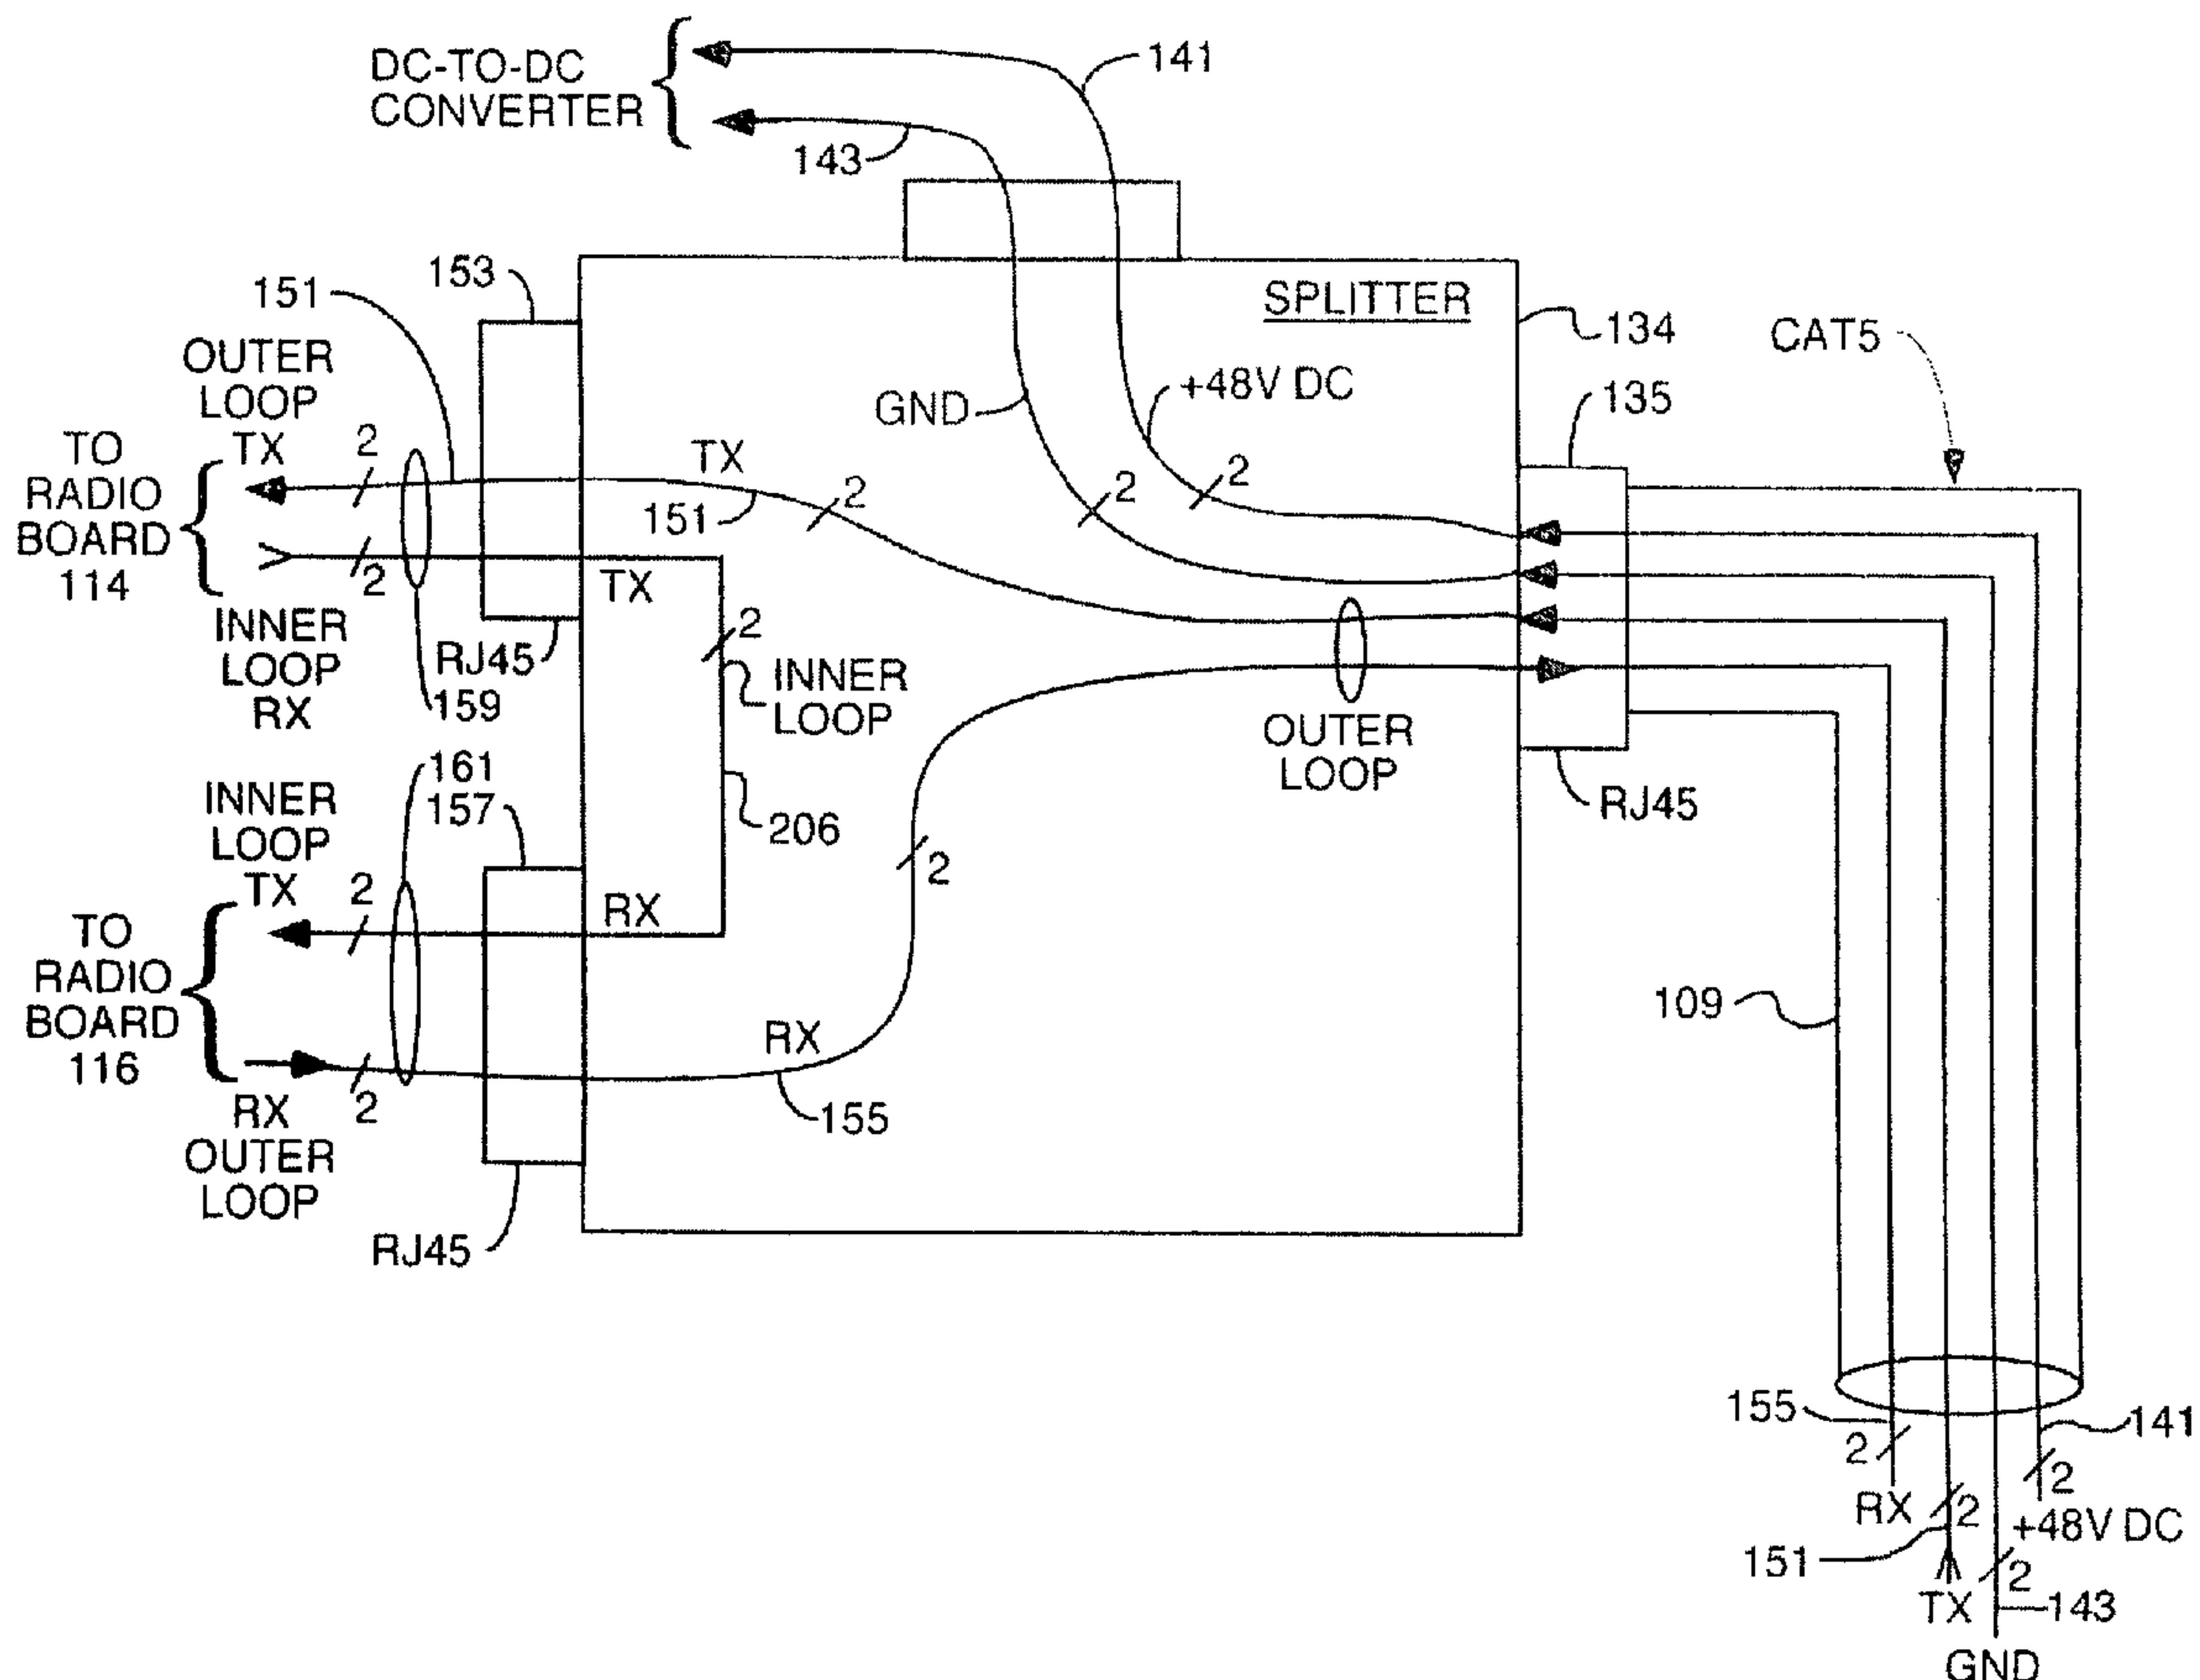 DC-TO-DC
CONVERTER
141
143
153
151
SPLITTER
134
CAT5
135
OUTER
LOOP
TX
2
TO
RADIO
BOARD
114
2
INNER
LOOP
RX
RJ45
159
GND
+48V DC
TX
151
2
2
2
TX
2
INNER
LOOP
206
OUTER
LOOP
RJ45
161
157
INNER
LOOP
TX
2
TO
RADIO
BOARD
116
RX
OUTER
LOOP
2
RJ45
RX
RX
155
2
109
155
2
RX
151
2
TX
141
2
+48V DC
2
143
GND